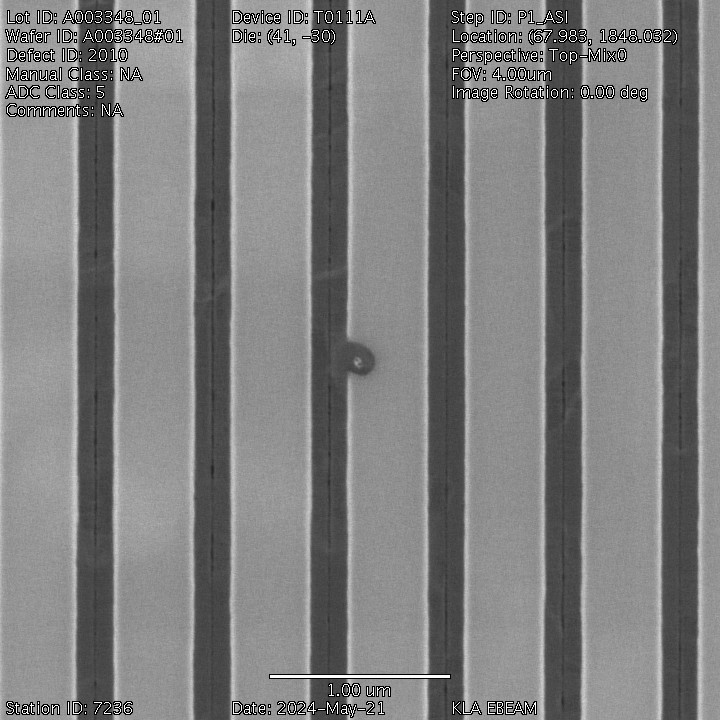 Lot ID: A003348_01 Device ID: T0111A Step ID: P1_ASI
Wafer ID: A003348#01 Die: (41, -30) Location: (67.983, 1848.032)
Defect ID: 2010 Perspective: Top-Mix0
Manual Class: NA FOV: 4.00um
ADC Class: 5 Image Rotation: 0.00 deg
Comments: NA
1.00 um
Station ID: 7236 Date: 2024-May-21 KLA EBEAM